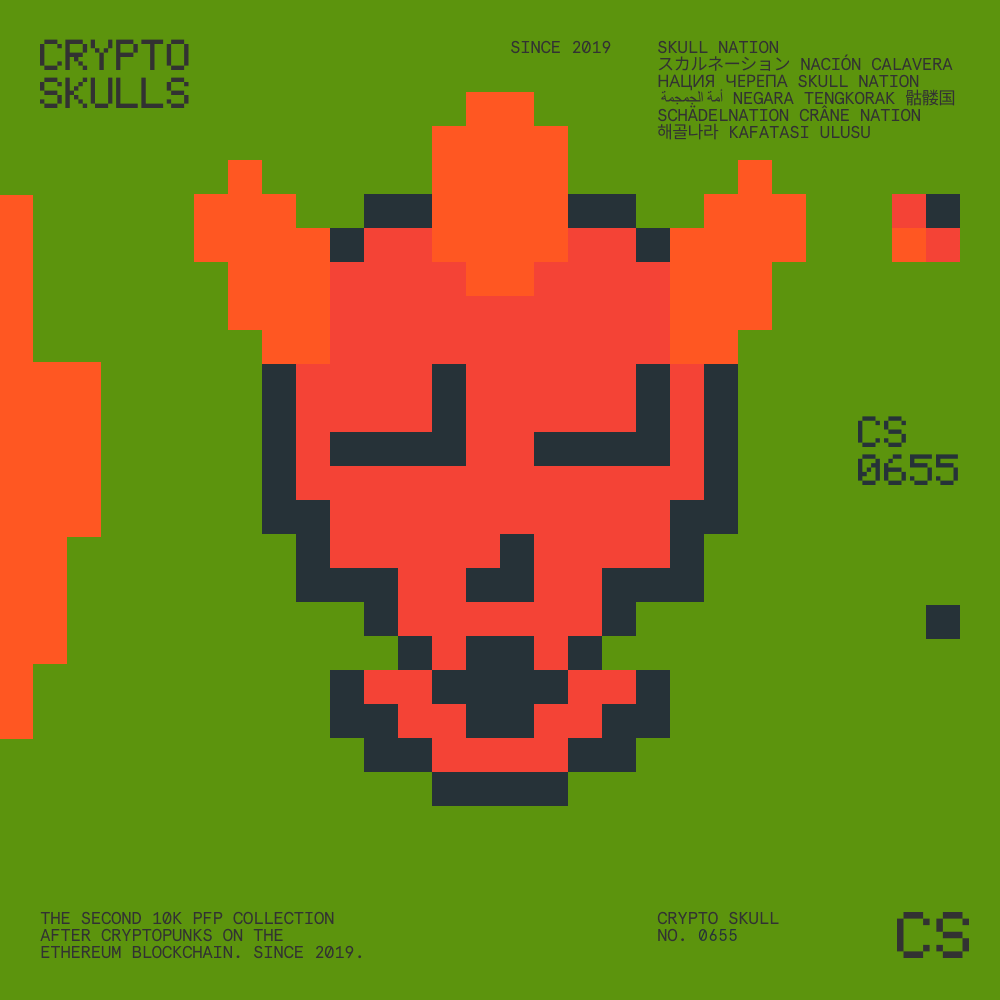 CRYPTO
SKULLS
SINCE 2019
SKULL NATION
スカルネーション NACIÓN CALAVERA
НАЦИЯ ЧЕРЕПА SKULL NATION
أمة الجمجمة NEGARA TENGKORAK 骷髅国
SCHÄDELNATION CRÂNE NATION
해골나라 KAFATASI ULUSU
CS
0655
THE SECOND 10K PFP COLLECTION
AFTER CRYPTOPUNKS ON THE
ETHEREUM BLOCKCHAIN. SINCE 2019.
CRYPTO SKULL
NO. 0655
CS